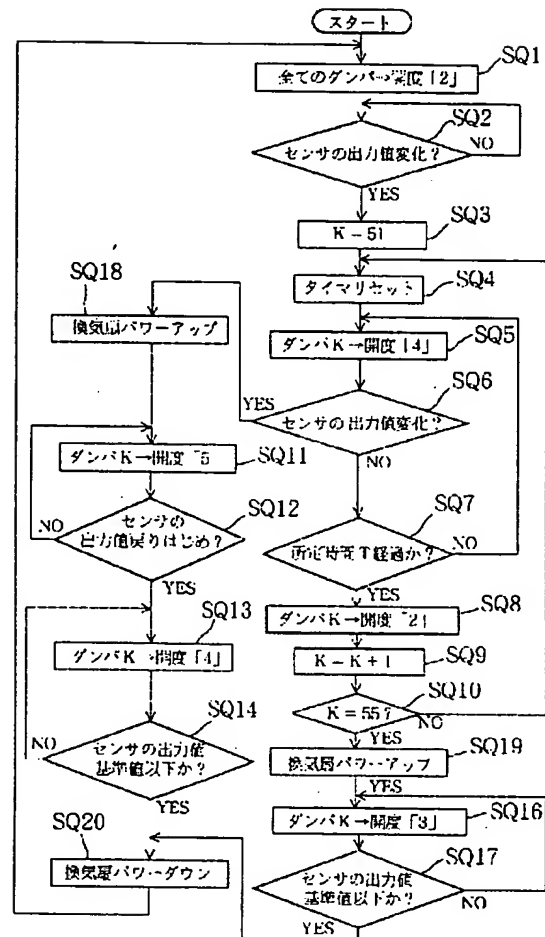 スタート
SQ1
全てのダンパ→開度「2」
SQ2
センサの出力値変化？
NO
YES
SQ3
K=51
SQ4
タイマリセット
SQ5
ダンパK→開度「4」
SQ6
センサの出力値変化？
YES
NO
SQ7
所定時間T経過か？
NO
YES
SQ8
ダンパK→開度「2」
SQ9
K=K+1
SQ10
K=55？
NO
YES
SQ19
換気扇パワーアップ
YES
SQ16
ダンパK→開度「3」
SQ17
センサの出力値
基準値以下か？
NO
YES
SQ18
換気扇パワーアップ
SQ11
ダンパK→開度「5
SQ12
センサの
出力値戻りはじめ？
NO
YES
SQ13
ダンパK→開度「4」
SQ14
センサの出力値
基準値以下か？
NO
YES
SQ20
換気扇パワーダウン